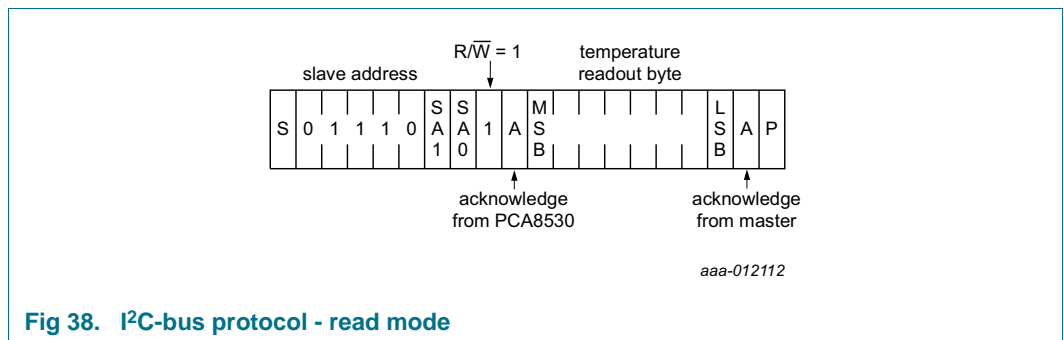 R/W̅ = 1
slave address
temperature
readout byte
S 0 1 1 1 0 SA1 SA0 1 A MSB LSB A P
acknowledge
from PCA8530
acknowledge
from master
aaa-012112
Fig 38. I²C-bus protocol - read mode